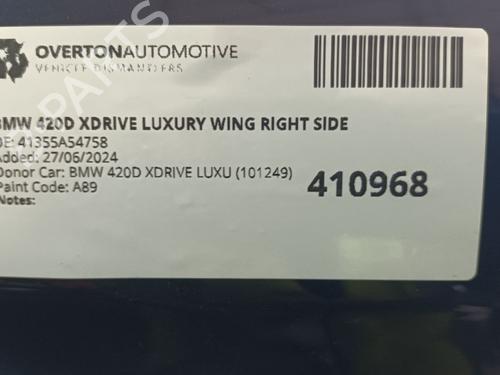 OVERTONAUTOMOTIVE
VEHICLE DISMANTLERS
BMW 420D XDRIVE LUXURY WING RIGHT SIDE
OE: 41355A54758
Added: 27/06/2024
Donor Car: BMW 420D XDRIVE LUXU (101249)
Paint Code: A89
Notes:
410968